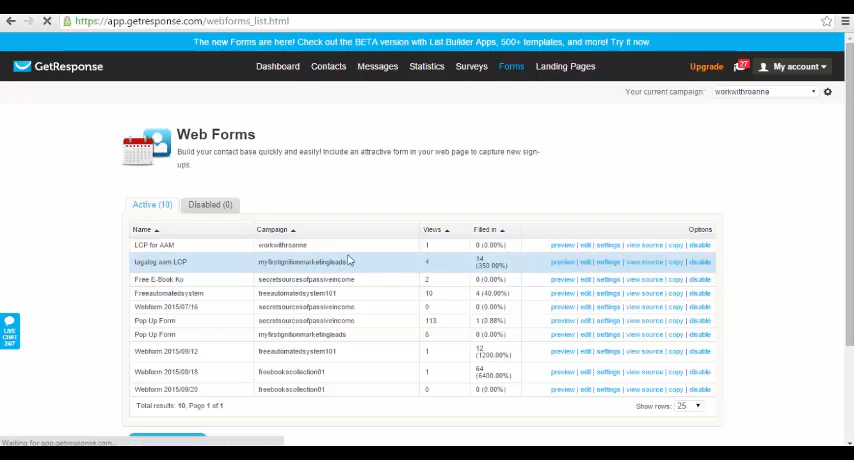 https://app.getresponse.com/webforms_list.html
The new Forms are here! Check out the BETA version with List Builder Apps, 500+ templates, and more! Try it now.
GetResponse Dashboard Contacts Messages Statistics Surveys Forms Landing Pages Upgrade 27 My account
Your current campaign: workwithroanne
Web Forms
Build your contact base quickly and easily! Include an attractive form in your web page to capture new sign-
ups.
Active (10) Disabled (0)
Name Campaign Views Filled in Options
LCP for AAM workwithroanne 1 0 (0.00%) preview | edit | settings | view source | copy | disable
tagalog aam LCP myfirstignitionmarketingleads 4 14 (350.00%) preview | edit | settings | view source | copy | disable
Free E-Book Ko secretsourcesofpassiveincome 2 0 (0.00%) preview | edit | settings | view source | copy | disable
Freeautomatedsystem freeautomatedsystem101 10 4 (40.00%) preview | edit | settings | view source | copy | disable
Webform 2015/07/16 secretsourcesofpassiveincome 0 0 (0.00%) preview | edit | settings | view source | copy | disable
Pop Up Form secretsourcesofpassiveincome 113 1 (0.88%) preview | edit | settings | view source | copy | disable
Pop Up Form myfirstignitionmarketingleads 6 0 (0.00%) preview | edit | settings | view source | copy | disable
Webform 2015/09/12 freeautomatedsystem101 1 12 (1200.00%) preview | edit | settings | view source | copy | disable
Webform 2015/09/18 freebookscollection01 1 64 (6400.00%) preview | edit | settings | view source | copy | disable
Webform 2015/09/20 freebookscollection01 0 0 (0.00%) preview | edit | settings | view source | copy | disable
Total results: 10, Page 1 of 1 Show rows: 25
LIVE
CHAT
24/7
Waiting for app.getresponse.com...